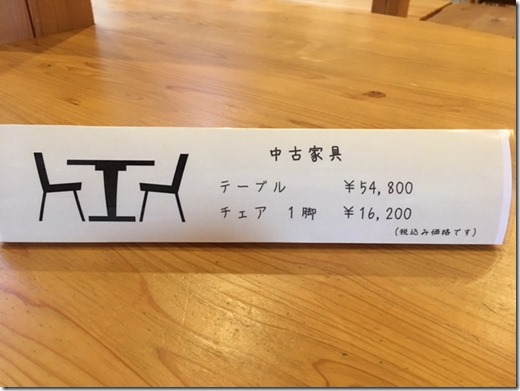 中古家具
テーブル ￥54,800
チェア 1脚 ￥16,200
(税込み価格です)